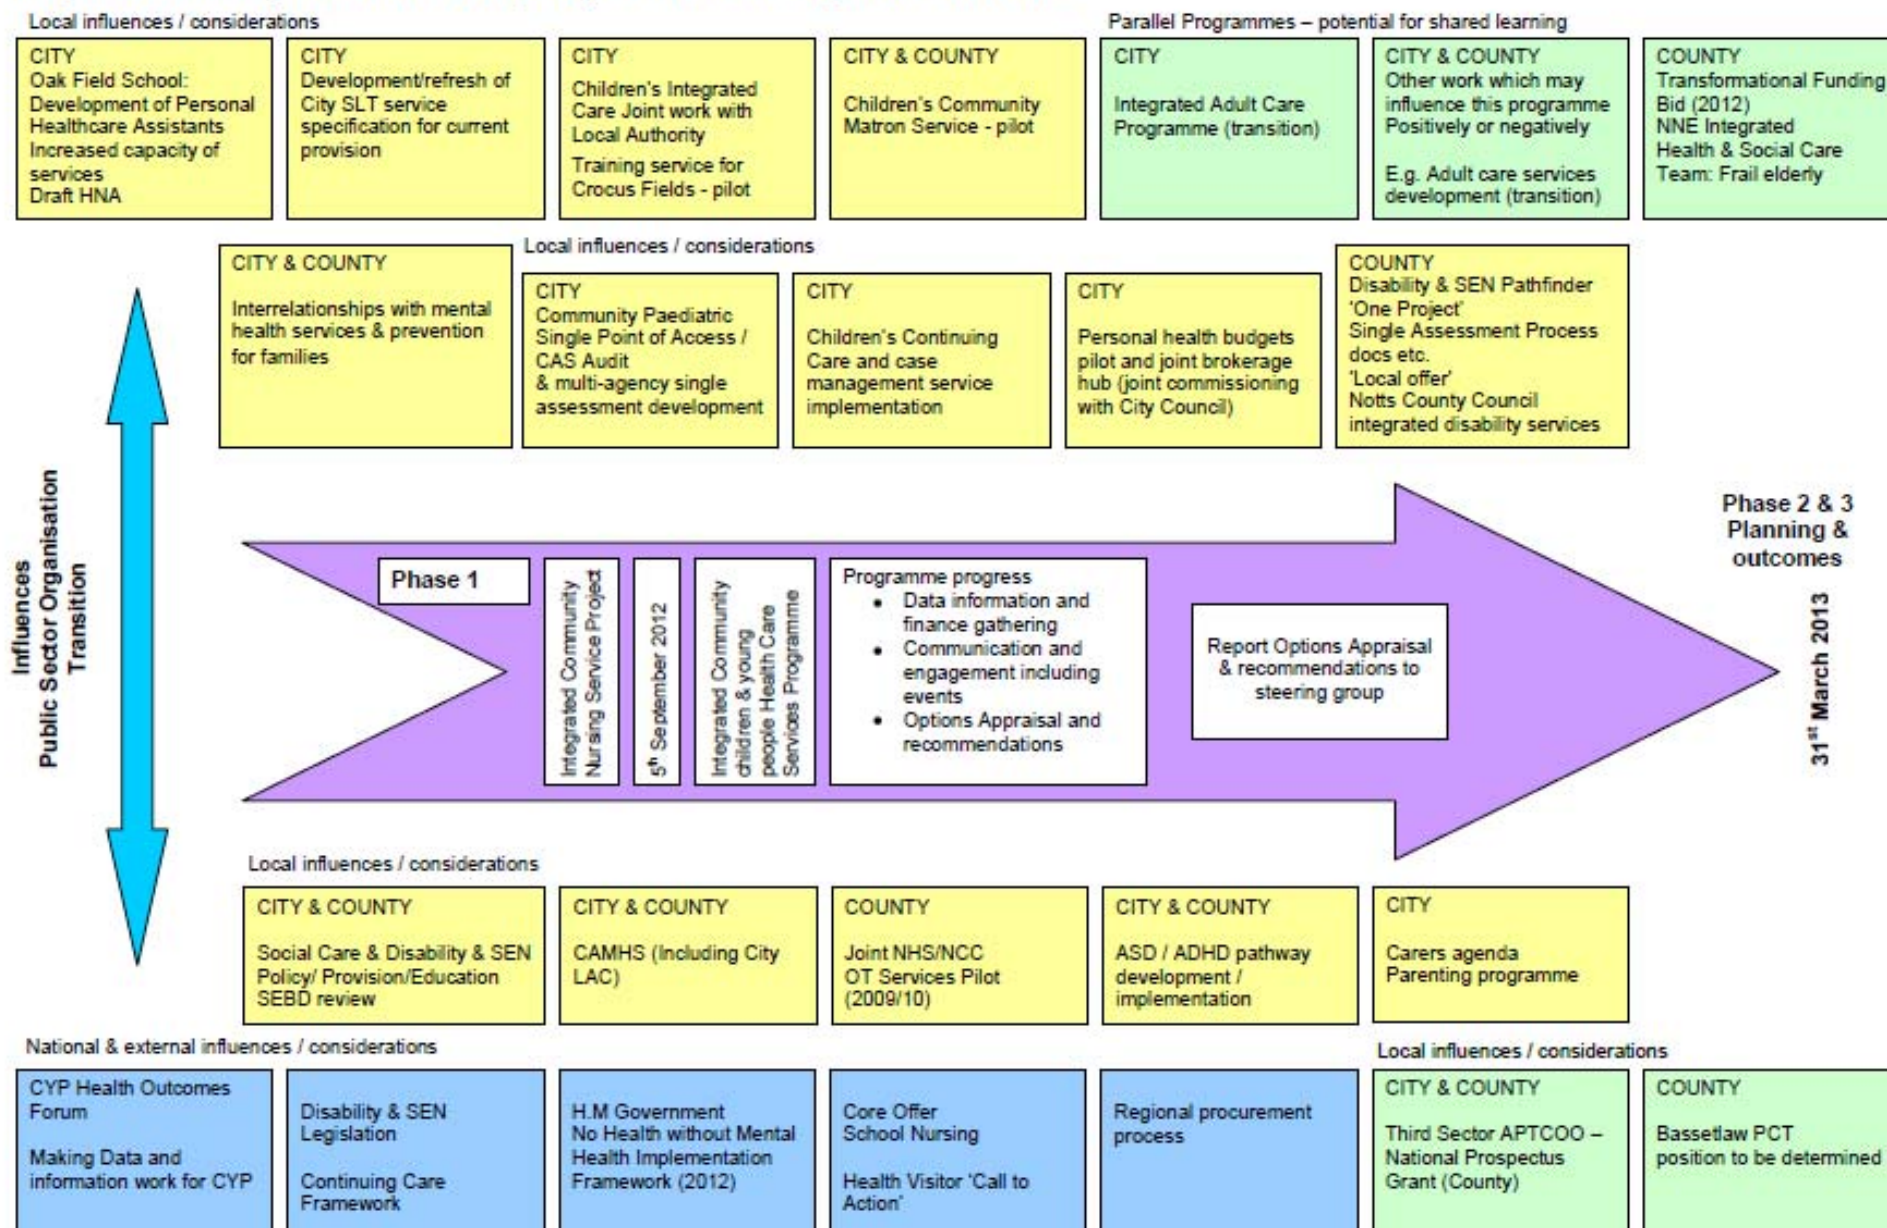 Local influences / considerations
Parallel Programmes – potential for shared learning
CITY
Oak Field School:
Development of Personal
Healthcare Assistants
Increased capacity of
services
Draft HNA
CITY
Development/refresh of
City SLT service
specification for current
provision
CITY
Children's Integrated
Care Joint work with
Local Authority
Training service for
Crocus Fields - pilot
CITY & COUNTY
Children's Community
Matron Service - pilot
CITY
Integrated Adult Care
Programme (transition)
CITY & COUNTY
Other work which may
influence this programme
Positively or negatively
E.g. Adult care services
development (transition)
COUNTY
Transformational Funding
Bid (2012)
NNE Integrated
Health & Social Care
Team: Frail elderly
Local influences / considerations
CITY & COUNTY
Interrelationships with mental
health services & prevention
for families
CITY
Community Paediatric
Single Point of Access /
CAS Audit
& multi-agency single
assessment development
CITY
Children's Continuing
Care and case
management service
implementation
CITY
Personal health budgets
pilot and joint brokerage
hub (joint commissioning
with City Council)
COUNTY
Disability & SEN Pathfinder
'One Project'
Single Assessment Process
docs etc.
'Local offer'
Notts County Council
integrated disability services
Influences
Public Sector Organisation
Transition
Phase 1
Integrated Community
Nursing Service Project
5th September 2012
Integrated Community
children & young
people Health Care
Services Programme
Programme progress
• Data information and
finance gathering
• Communication and
engagement including
events
• Options Appraisal and
recommendations
Report Options Appraisal
& recommendations to
steering group
Phase 2 & 3
Planning &
outcomes
31st March 2013
Local influences / considerations
CITY & COUNTY
Social Care & Disability & SEN
Policy/ Provision/Education
SEBD review
CITY & COUNTY
CAMHS (Including City
LAC)
COUNTY
Joint NHS/NCC
OT Services Pilot
(2009/10)
CITY & COUNTY
ASD / ADHD pathway
development /
implementation
CITY
Carers agenda
Parenting programme
National & external influences / considerations
Local influences / considerations
CYP Health Outcomes
Forum
Making Data and
information work for CYP
Disability & SEN
Legislation
Continuing Care
Framework
H.M Government
No Health without Mental
Health Implementation
Framework (2012)
Core Offer
School Nursing
Health Visitor 'Call to
Action'
Regional procurement
process
CITY & COUNTY
Third Sector APTCOO –
National Prospectus
Grant (County)
COUNTY
Bassetlaw PCT
position to be determined